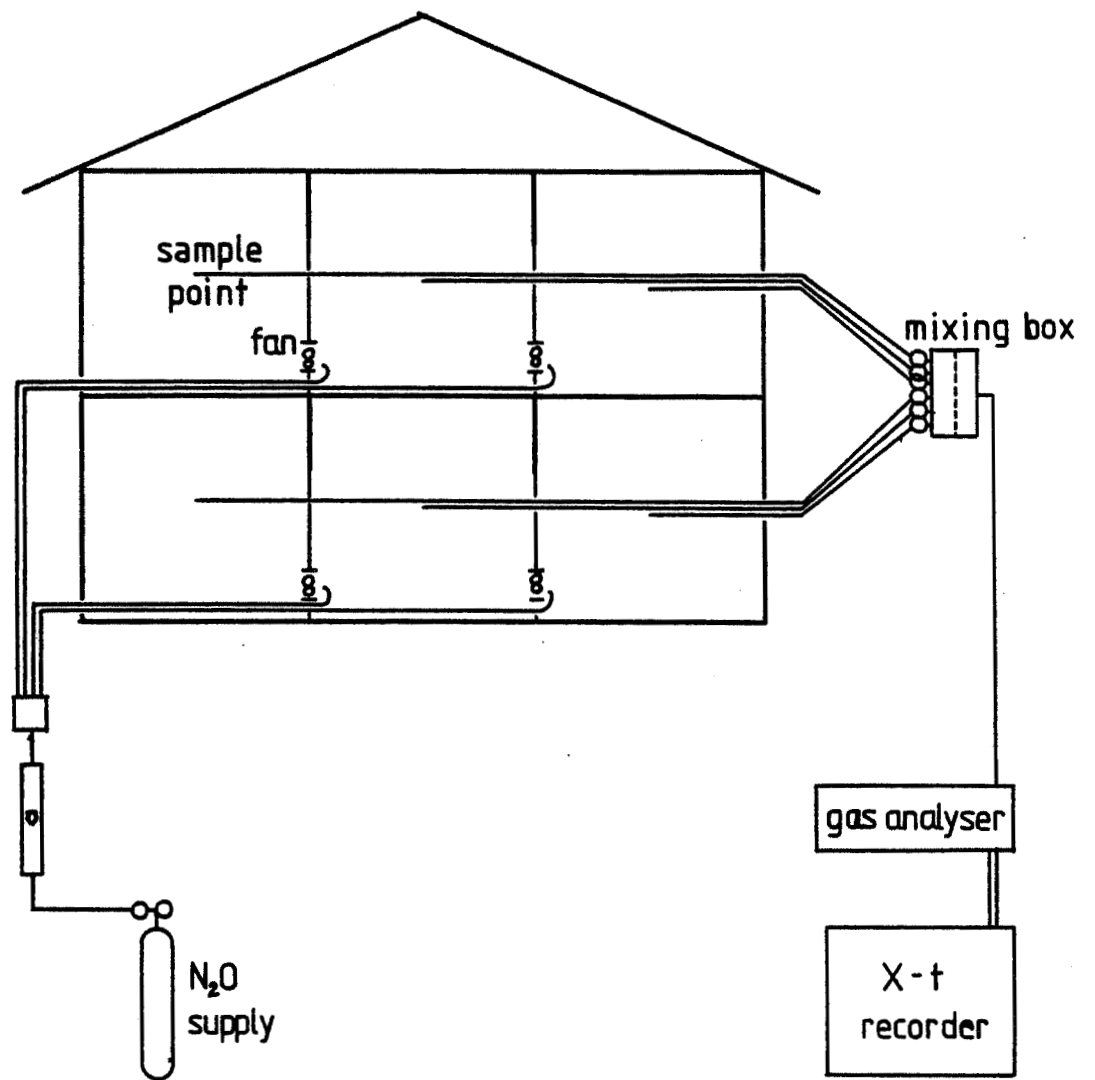 sample
point
fan
mixing box
gas analyser
X-t
recorder
N₂O
supply